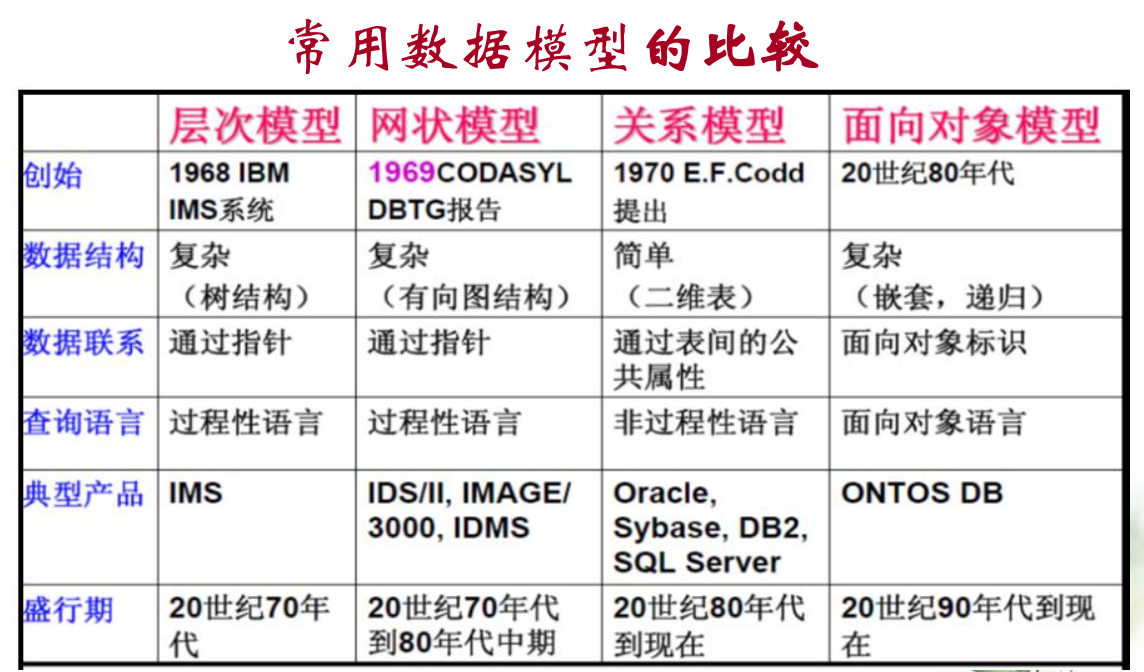 常用数据模型的比较
层次模型 网状模型 关系模型 面向对象模型
创始 1968 IBM 1969CODASYL 1970 E.F.Codd 20世纪80年代
IMS系统 DBTG报告 提出
数据结构 复杂 复杂 简单 复杂
（树结构） （有向图结构） （二维表） （嵌套，递归）
数据联系 通过指针 通过指针 通过表间的公 面向对象标识
共属性
查询语言 过程性语言 过程性语言 非过程性语言 面向对象语言
典型产品 IMS IDS/II, IMAGE/ Oracle, ONTOS DB
3000, IDMS Sybase, DB2,
SQL Server
盛行期 20世纪70年 20世纪70年代 20世纪80年代 20世纪90年代到现
代 到80年代中期 到现在 在